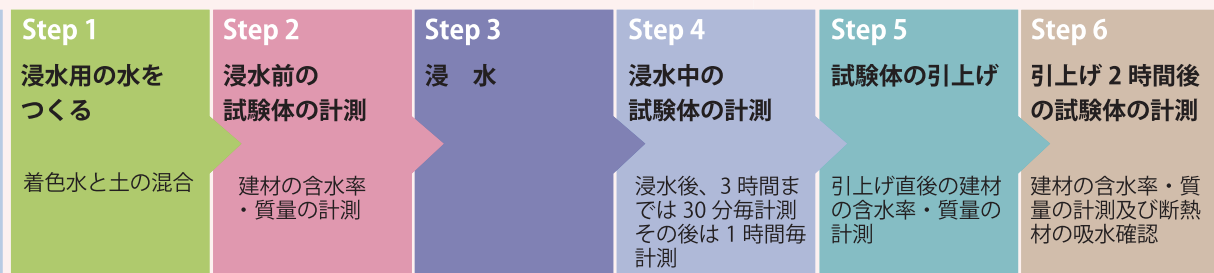 Step 1
浸水用の水を
つくる
着色水と土の混合
Step 2
浸水前の
試験体の計測
建材の含水率
・質量の計測
Step 3
浸　水
Step 4
浸水中の
試験体の計測
浸水後、3 時間ま
では 30 分毎計測
その後は 1 時間毎
計測
Step 5
試験体の引上げ
引上げ直後の建材
の含水率・質量の
計測
Step 6
引上げ 2 時間後
の試験体の計測
建材の含水率・質
量の計測及び断熱
材の吸水確認